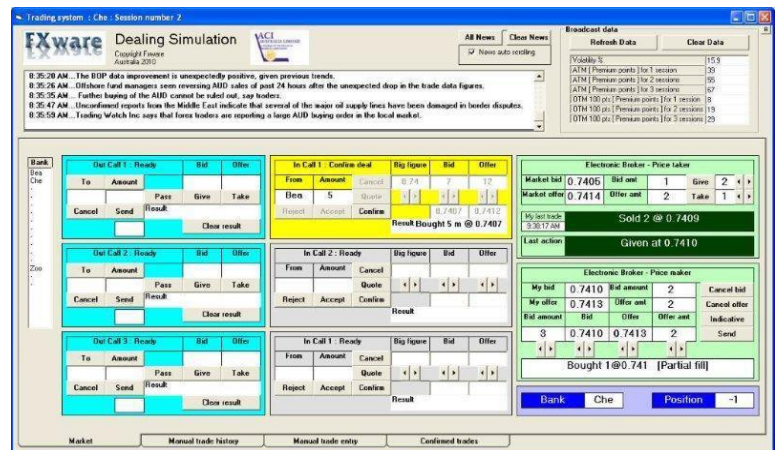 Trading system : Che : Session number 2
FXware
Dealing Simulation
Copyright Fxware
Australia 2010
ACI
All News
Clear News
News auto scrolling
Broadcast data
Refresh Data
Clear Data
8:35:20 AM...The BOP data improvement is unexpectedly positive, given previous trends.
8:35:26 AM...Offshore fund managers seen reversing AUD sales of past 24 hours after the unexpected drop in the trade data figures.
8:35:35 AM... Further buying of the AUD cannot be ruled out, say traders.
8:35:47 AM...Unconfirmed reports from the Middle East indicate that several of the major oil supply lines have been damaged in border disputes.
8:35:59 AM...Trading Watch Inc says that forex traders are reporting a large AUD buying order in the local market.
Volatility % 15.9
ATM [ Premium points ] for 1 session 39
ATM [ Premium points ] for 2 sessions 55
ATM [ Premium points ] for 3 sessions 67
OTM 100 pts [ Premium points ] for 1 session 8
OTM 100 pts [ Premium points ] for 2 sessions 19
OTM 100 pts [ Premium points ] for 3 sessions 29
Bank
Bea
Che
Zoo
Out Call 1 : Ready Bid Offer
To Amount
Pass Give Take
Cancel Send Result
Clear result
Out Call 2 : Ready Bid Offer
To Amount
Pass Give Take
Cancel Send Result
Clear result
Out Call 3 : Ready Bid Offer
To Amount
Pass Give Take
Cancel Send Result
Clear result
In Call 1 : Confirm deal Big figure Bid Offer
From Amount Cancel 0.74 7 12
Bea 5 Quote
Reject Accept Confirm 0.7407 0.7412
Result Bought 5 m @ 0.7407
In Call 2 : Ready Big figure Bid Offer
From Amount Cancel
Quote
Reject Accept Confirm
Result
In Call 1 : Ready Big figure Bid Offer
From Amount Cancel
Quote
Reject Accept Confirm
Result
Electronic Broker - Price taker
Market bid 0.7405 Bid amt 1 Give 2
Market offer 0.7414 Offer amt 2 Take 1
My last trade Sold 2 @ 0.7409
9:30:17 AM
Last action Given at 0.7410
Electronic Broker - Price maker
My bid 0.7410 Bid amount 2 Cancel bid
My offer 0.7413 Offer amt 2 Cancel offer
Bid amount Bid Offer Offer amt Indicative
3 0.7410 0.7413 2 Send
Bought 1@0.741 [Partial fill]
Bank Che Position -1
Market Manual trade history Manual trade entry Confirmed trades